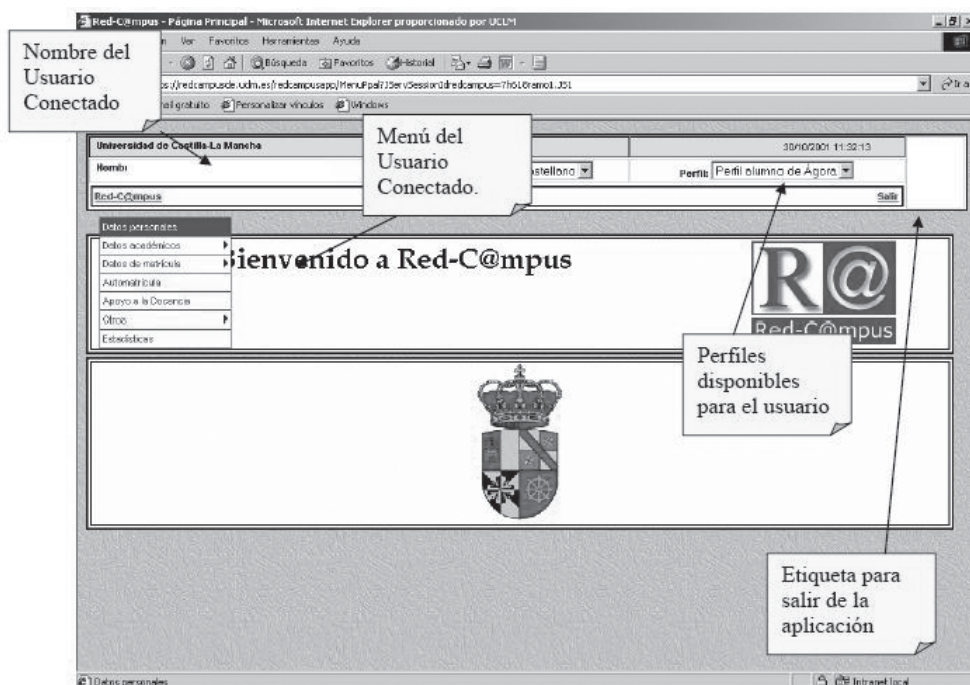 Red-C@mpus - Página Principal - Microsoft Internet Explorer proporcionado por UCLM
Ver Favoritos Herramientas Ayuda
Búsqueda Favoritos Historial
Nombre del
Usuario
Conectado
Ir a
gratuito Personalizar vínculos Windows
Universidad de Castilla-La Mancha
30/10/2001 11:32:13
Menú del
Usuario
Conectado.
Nombre
stellano
Perfil: Perfil alumno de Ágora
Red-C@mpus
Salir
Datos personales
Datos académicos
Datos de matrícula
Automatrícula
Apoyo a la Docencia
Otros
Estadísticas
Bienvenido a Red-C@mpus
R@
Red-C@mpus
Perfiles
disponibles
para el usuario
Etiqueta para
salir de la
aplicación
Datos personales
Intranet local